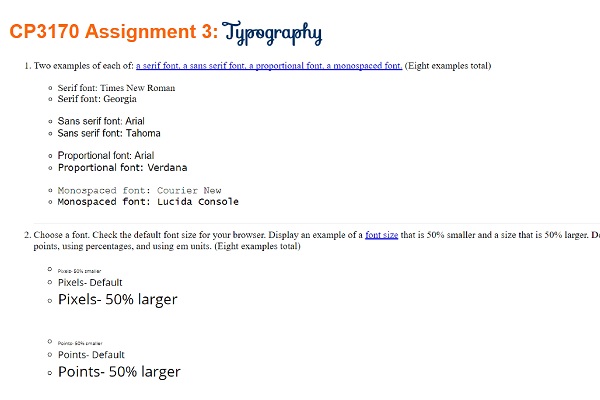 CP3170 Assignment 3: Typography
1. Two examples of each of: a serif font, a sans serif font, a proportional font, a monospaced font. (Eight examples total)
Serif font: Times New Roman
Serif font: Georgia
Sans serif font: Arial
Sans serif font: Tahoma
Proportional font: Arial
Proportional font: Verdana
Monospaced font: Courier New
Monospaced font: Lucida Console
2. Choose a font. Check the default font size for your browser. Display an example of a font size that is 50% smaller and a size that is 50% larger.
points, using percentages, and using em units. (Eight examples total)
Pixels- 50% smaller
Pixels- Default
Pixels- 50% larger
Points- 50% smaller
Points- Default
Points- 50% larger